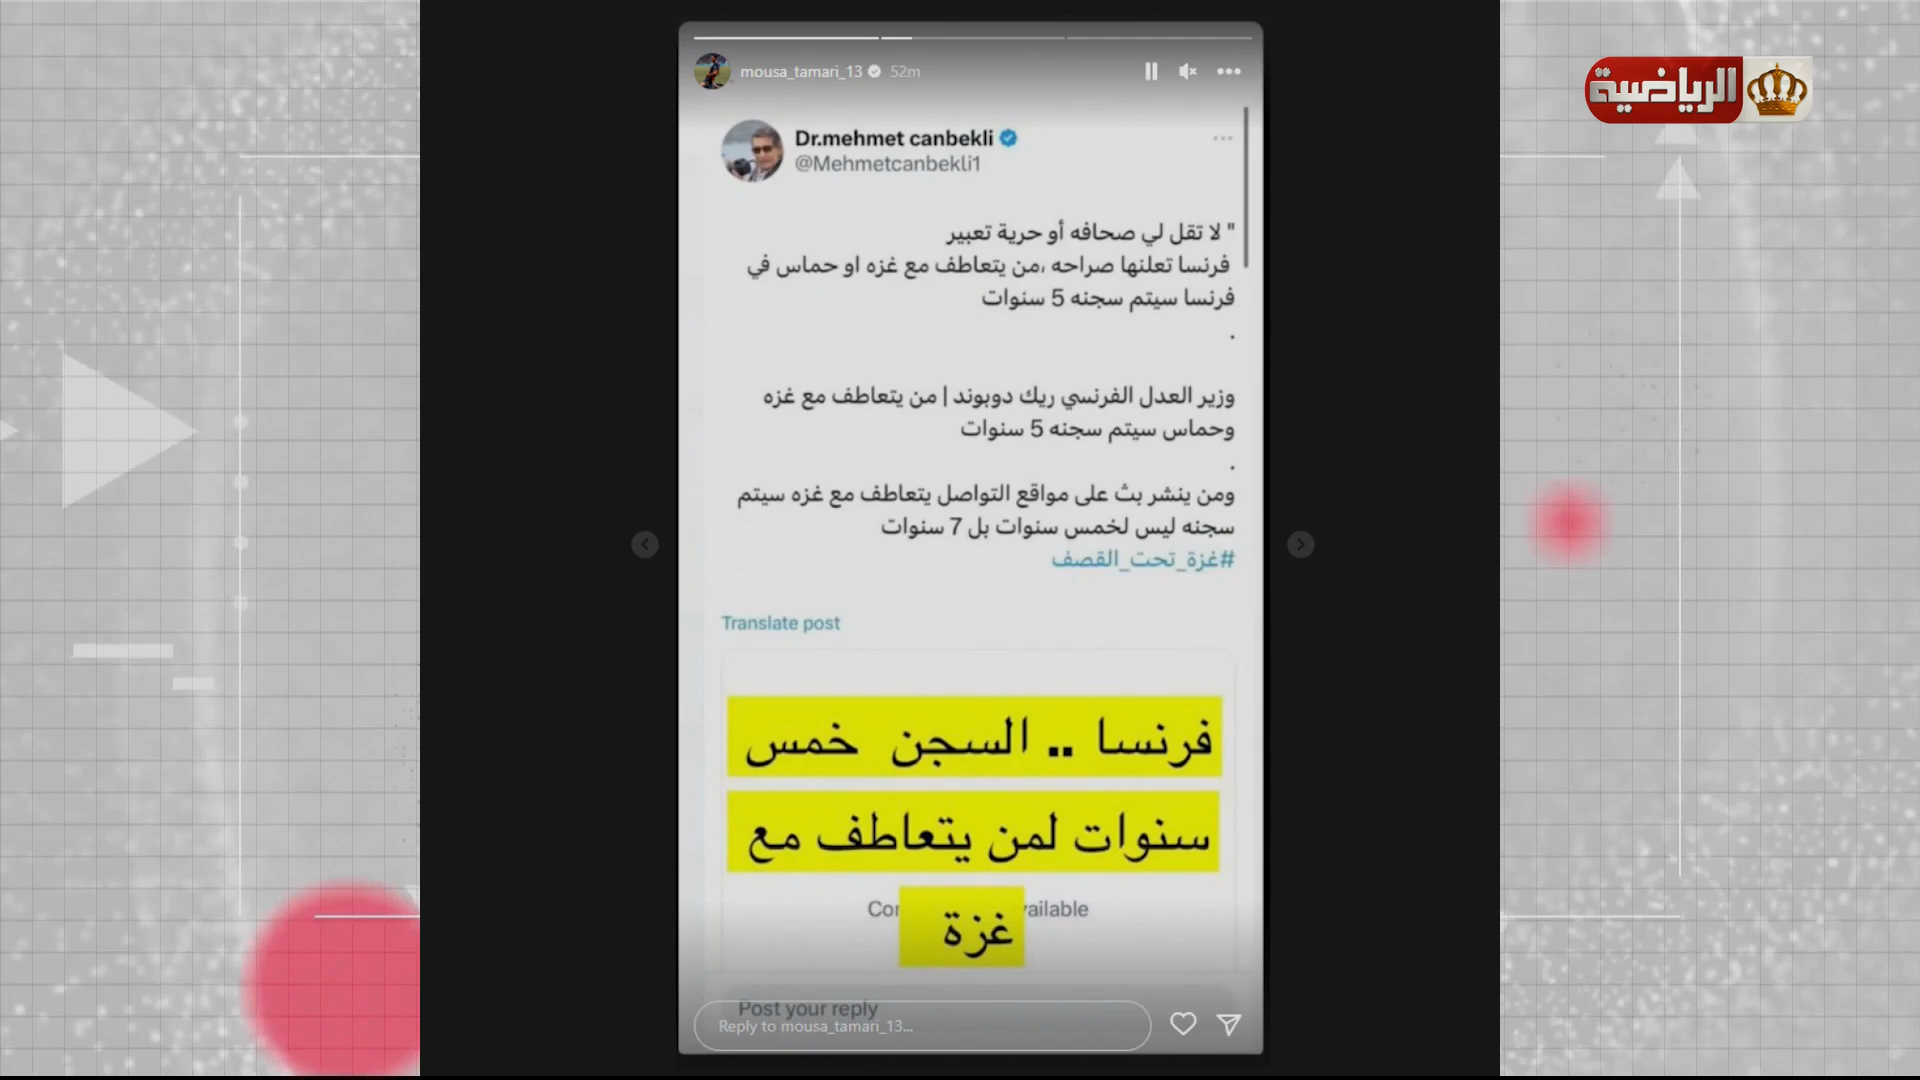 الرياضية
mousa_tamari_13 52m
Dr.mehmet canbekli
@Mehmetcanbekli1
" لا تقل لي صحافه أو حرية تعبير
فرنسا تعلنها صراحه ،من يتعاطف مع غزه او حماس في
فرنسا سيتم سجنه 5 سنوات
.
وزير العدل الفرنسي ريك دوبوند | من يتعاطف مع غزه
وحماس سيتم سجنه 5 سنوات
.
ومن ينشر بث على مواقع التواصل يتعاطف مع غزه سيتم
سجنه ليس لخمس سنوات بل 7 سنوات
#غزة_تحت_القصف
Translate post
فرنسا .. السجن خمس
سنوات لمن يتعاطف مع
غزة
Post your reply
Reply to mousa_tamari_13...